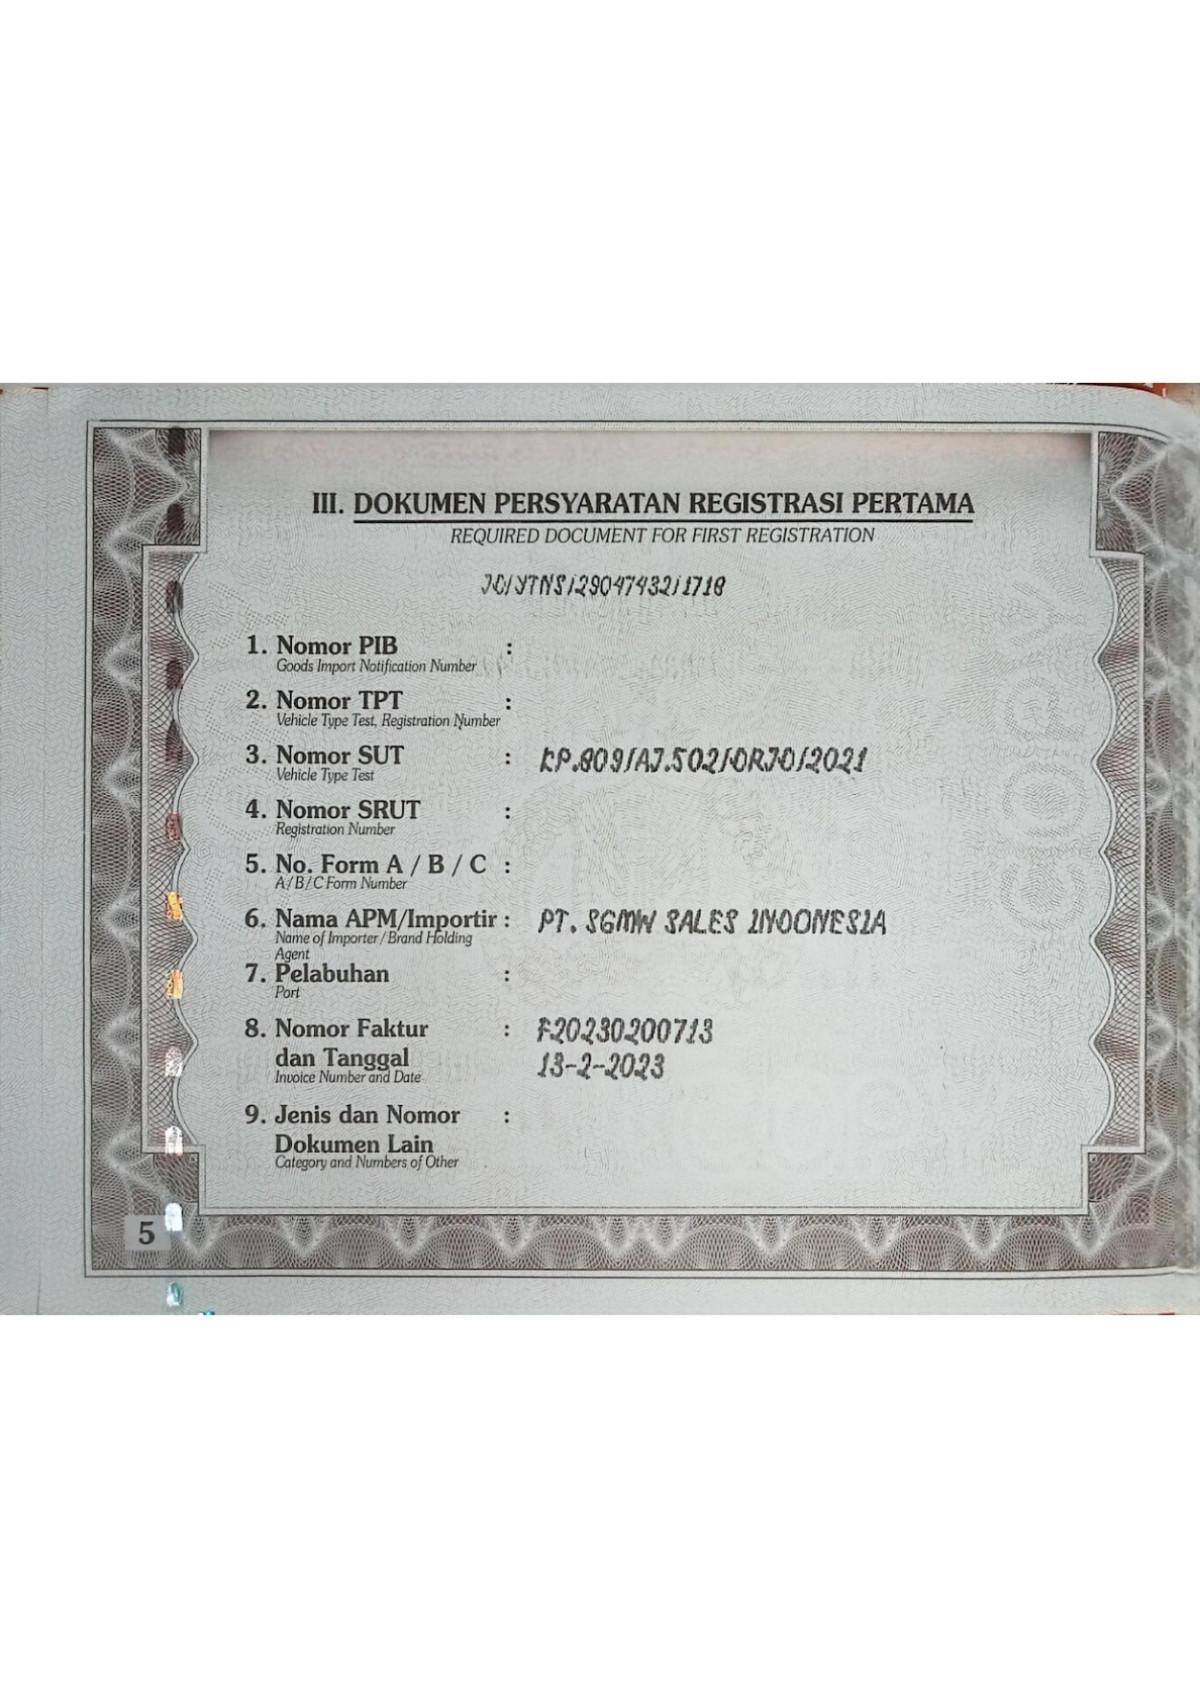 III. DOKUMEN PERSYARATAN REGISTRASI PERTAMA
REQUIRED DOCUMENT FOR FIRST REGISTRATION
1. Nomor PIB :
Goods Import Notification Number
2. Nomor TPT :
Vehicle Type Test, Registration Number
3. Nomor SUT : KP.809/AJ.502/DRJD/2021
Vehicle Type Test
4. Nomor SRUT :
Registration Number
5. No. Form A / B / C :
A / B / C Form Number
6. Nama APM/Importir : PT. SGMW SALES INDONESIA
Name of Importer / Brand Holding
Agent
7. Pelabuhan :
Port
8. Nomor Faktur : F20230200713
dan Tanggal 13-2-2023
Invoice Number and Date
9. Jenis dan Nomor :
Dokumen Lain
Category and Numbers of Other
5